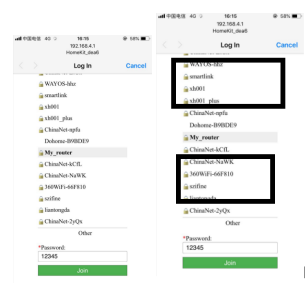 中国电信 4G
16:15
58%
192.168.4.1
HomeKit_dea6
Log In
Cancel
WAYOS-hhz
smartlink
xh001
xh001_plus
ChinaNet-npfu
Dohome-B9BDE9
My_router
ChinaNet-kCfL
ChinaNet-NaWK
360WiFi-66F810
szifine
liantongda
ChinaNet-2yQx
Other
*Password:
12345
Join
中国电信 4G
16:15
58%
192.168.4.1
HomeKit_dea6
Log In
Cancel
WAYOS-hhz
smartlink
xh001
xh001_plus
ChinaNet-npfu
Dohome-B9BDE9
My_router
ChinaNet-kCfL
ChinaNet-NaWK
360WiFi-66F810
szifine
liantongda
ChinaNet-2yQx
Other
*Password:
12345
Join